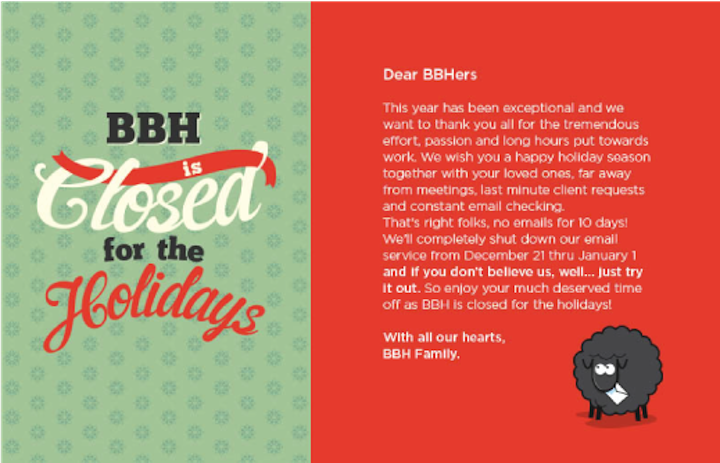 BBH
is
Closed
for the
Holidays
Dear BBHers
This year has been exceptional and we
want to thank you all for the tremendous
effort, passion and long hours put towards
work. We wish you a happy holiday season
together with your loved ones, far away
from meetings, last minute client requests
and constant email checking.
That's right folks, no emails for 10 days!
We'll completely shut down our email
service from December 21 thru January 1
and if you don't believe us, well... just try
it out. So enjoy your much deserved time
off as BBH is closed for the holidays!
With all our hearts,
BBH Family.